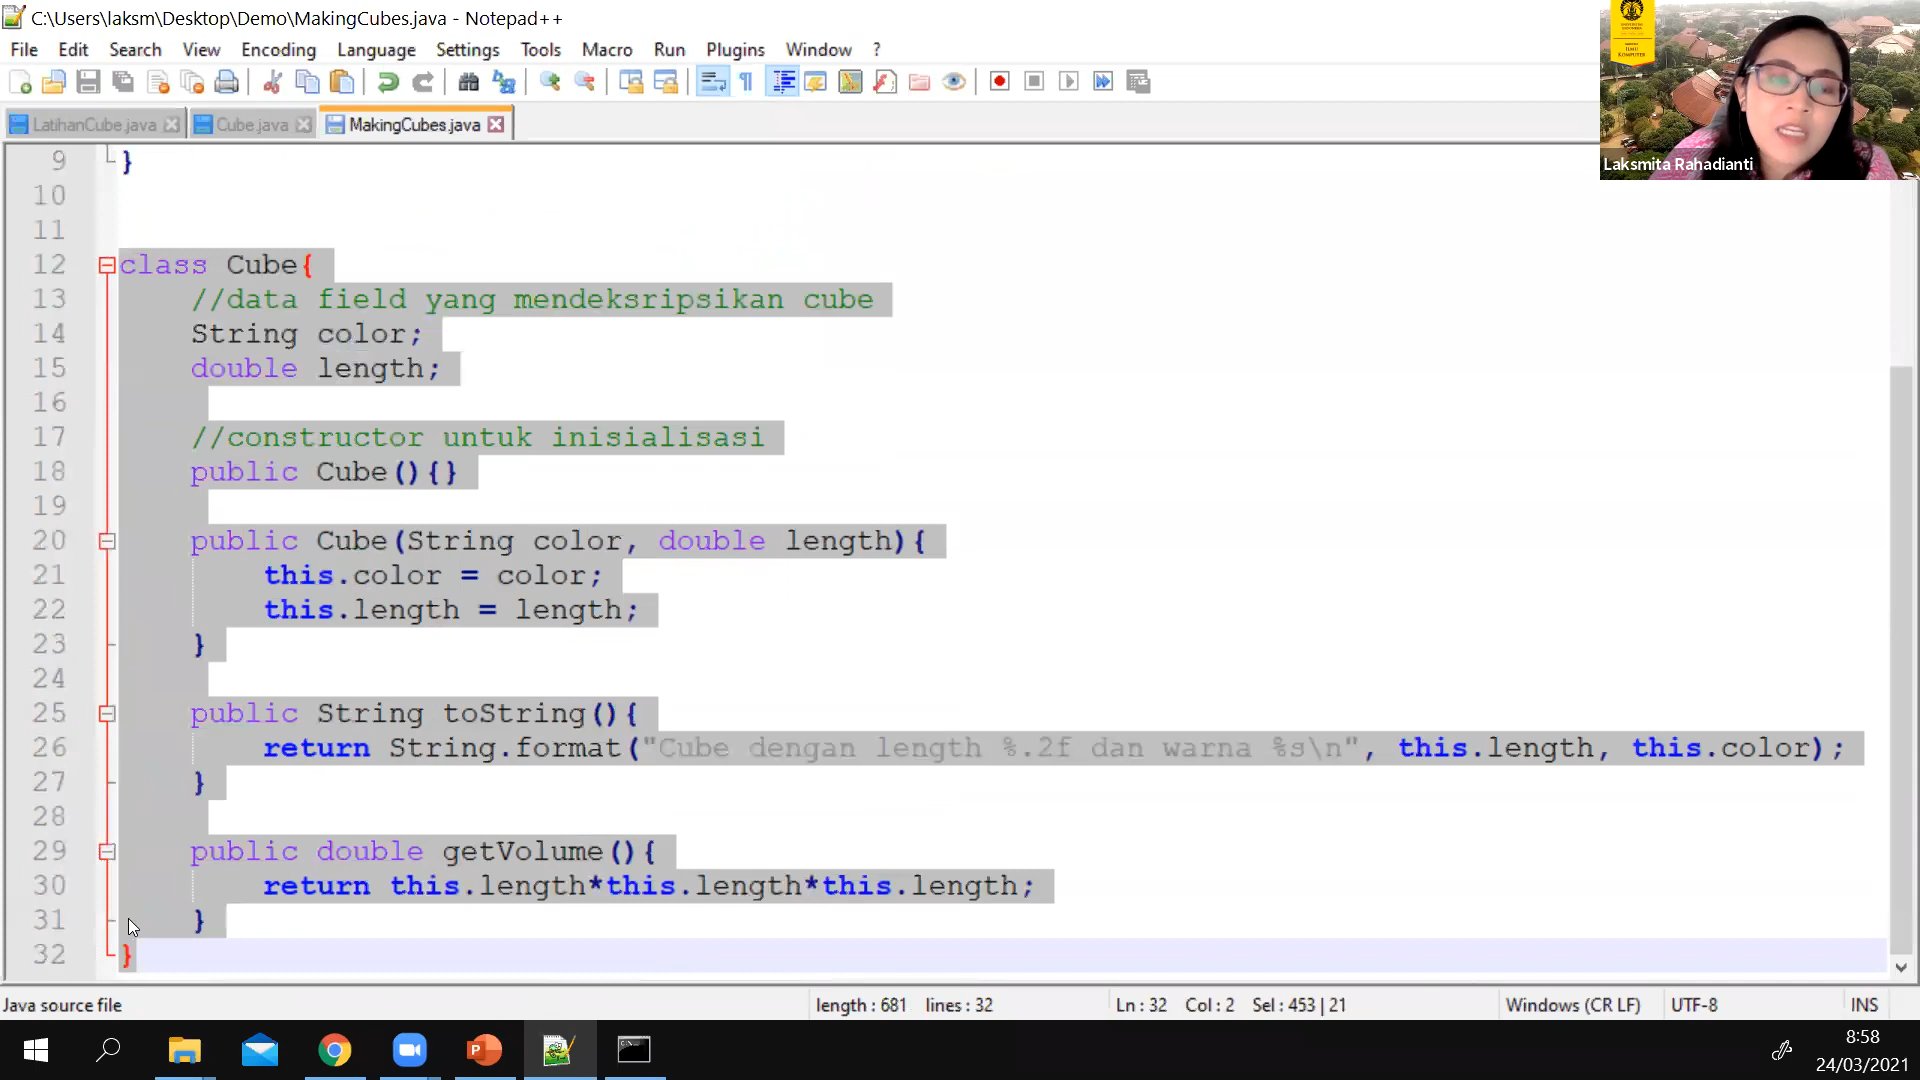 C:\Users\laksm\Desktop\Demo\MakingCubes.java - Notepad++
File Edit Search View Encoding Language Settings Tools Macro Run Plugins Window ?
LatihanCube.java Cube.java MakingCubes.java
Laksmita Rahadianti
9 }
10
11
12 class Cube{
13 //data field yang mendeksripsikan cube
14 String color;
15 double length;
16
17 //constructor untuk inisialisasi
18 public Cube(){}
19
20 public Cube(String color, double length){
21 this.color = color;
22 this.length = length;
23 }
24
25 public String toString(){
26 return String.format("Cube dengan length %.2f dan warna %s\n", this.length, this.color);
27 }
28
29 public double getVolume(){
30 return this.length*this.length*this.length;
31 }
32 }
Java source file length : 681 lines : 32 Ln : 32 Col : 2 Sel : 453 | 21 Windows (CR LF) UTF-8 INS
8:58
24/03/2021